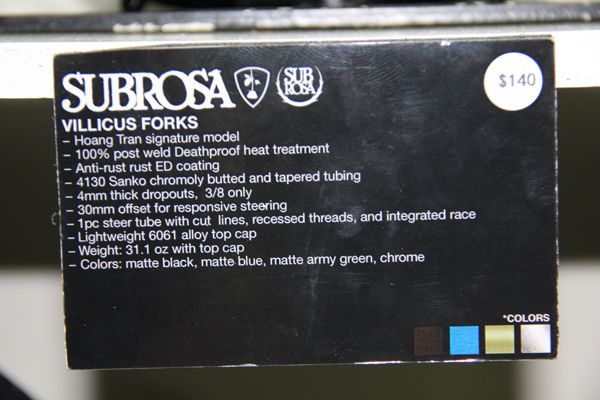 SUBROSA
SUB
ROSA
$140
VILLICUS FORKS
– Hoang Tran signature model
– 100% post weld Deathproof heat treatment
– Anti-rust rust ED coating
– 4130 Sanko chromoly butted and tapered tubing
– 4mm thick dropouts, 3/8 only
– 30mm offset for responsive steering
– 1pc steer tube with cut lines, recessed threads, and integrated race
– Lightweight 6061 alloy top cap
– Weight: 31.1 oz with top cap
– Colors: matte black, matte blue, matte army green, chrome
*COLORS